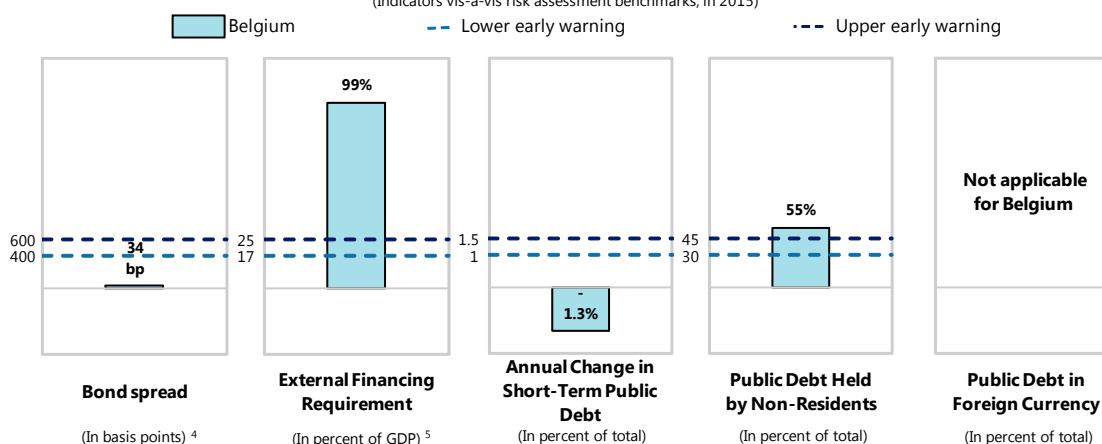 (Indicators vis-à-vis risk assessment benchmarks, in 2015)
Belgium
Lower early warning
Upper early warning
600
400
34
bp
Bond spread
(In basis points) 4
25
17
99%
External Financing
Requirement
(In percent of GDP) 5
1.5
1
-
1.3%
Annual Change in
Short-Term Public
Debt
(In percent of total)
45
30
55%
Public Debt Held
by Non-Residents
(In percent of total)
Not applicable
for Belgium
Public Debt in
Foreign Currency
(In percent of total)